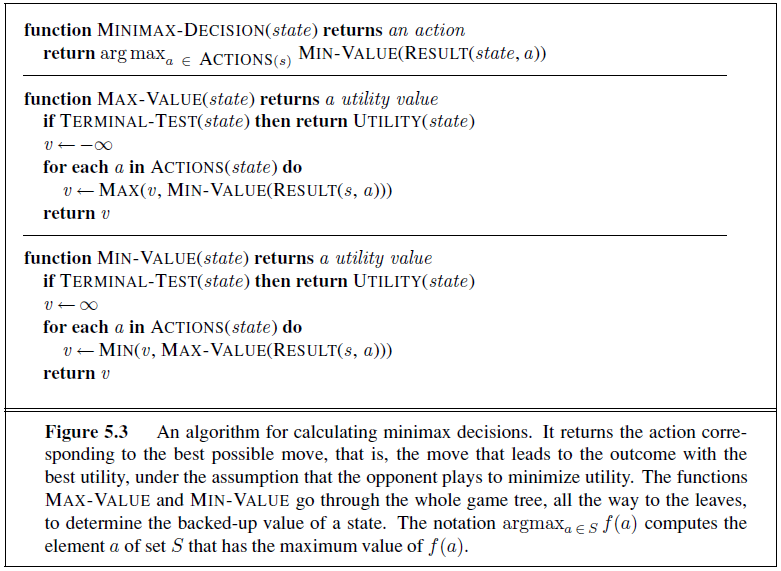 function MINIMAX-DECISION(state) returns an action
return arg max a ∈ ACTIONS(s) MIN-VALUE(RESULT(state, a))
function MAX-VALUE(state) returns a utility value
if TERMINAL-TEST(state) then return UTILITY(state)
v ← −∞
for each a in ACTIONS(state) do
v ← MAX(v, MIN-VALUE(RESULT(s, a)))
return v
function MIN-VALUE(state) returns a utility value
if TERMINAL-TEST(state) then return UTILITY(state)
v ← ∞
for each a in ACTIONS(state) do
v ← MIN(v, MAX-VALUE(RESULT(s, a)))
return v
Figure 5.3 An algorithm for calculating minimax decisions. It returns the action corre-
sponding to the best possible move, that is, the move that leads to the outcome with the
best utility, under the assumption that the opponent plays to minimize utility. The functions
MAX-VALUE and MIN-VALUE go through the whole game tree, all the way to the leaves,
to determine the backed-up value of a state. The notation argmax a ∈ S f(a) computes the
element a of set S that has the maximum value of f(a).